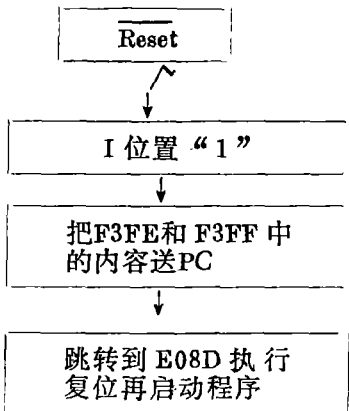 Reset
I 位置 “1”
把F3FE和 F3FF 中
的内容送PC
跳转到 E08D 执 行
复位再启动程序